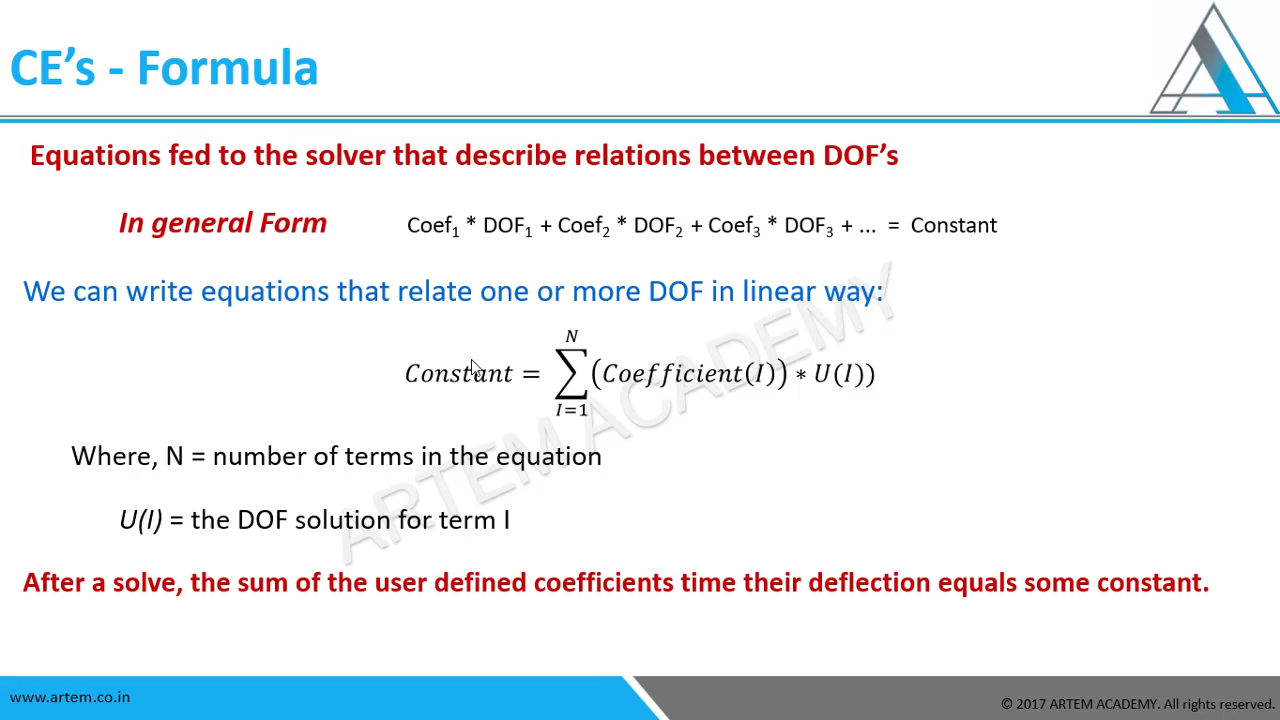 CE’s - Formula
Equations fed to the solver that describe relations between DOF’s
In general Form Coef₁ * DOF₁ + Coef₂ * DOF₂ + Coef₃ * DOF₃ + ... = Constant
We can write equations that relate one or more DOF in linear way:
N
Constant = ∑ (Coefficient(I)) * U(I))
I=1
Where, N = number of terms in the equation
U(I) = the DOF solution for term I
After a solve, the sum of the user defined coefficients time their deflection equals some constant.
ARTEM ACADEMY
www.artem.co.in
© 2017 ARTEM ACADEMY. All rights reserved.